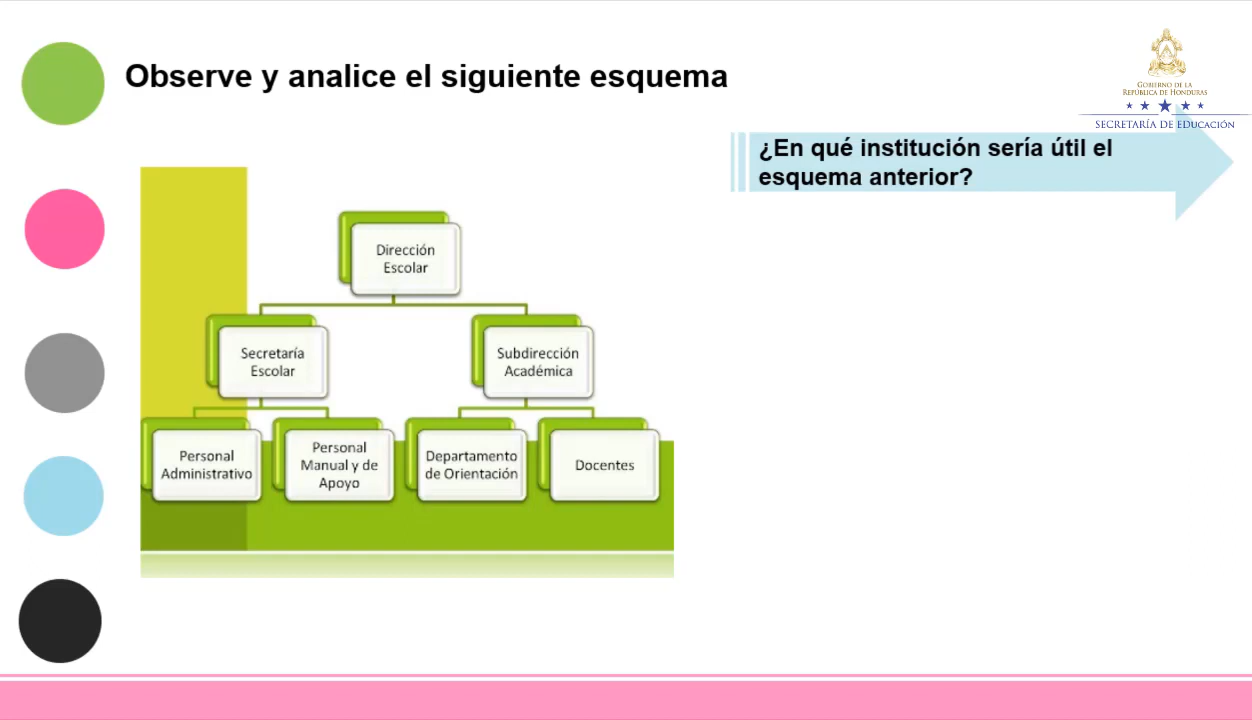 Observe y analice el siguiente esquema
GOBIERNO DE LA
REPÚBLICA DE HONDURAS
SECRETARÍA DE EDUCACIÓN
¿En qué institución sería útil el
esquema anterior?
Dirección
Escolar
Secretaría
Escolar
Subdirección
Académica
Personal
Administrativo
Personal
Manual y de
Apoyo
Departamento
de Orientación
Docentes